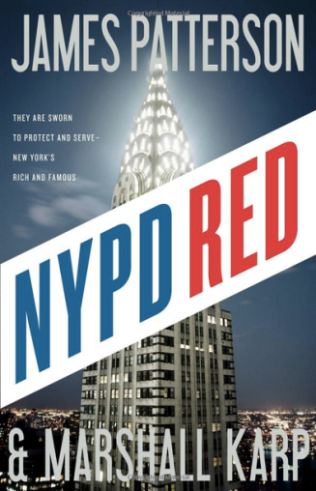 JAMES PATTERSON
THEY ARE SWORN
TO PROTECT AND SERVE–
NEW YORK'S
RICH AND FAMOUS
NYPD RED
& MARSHALL KARP